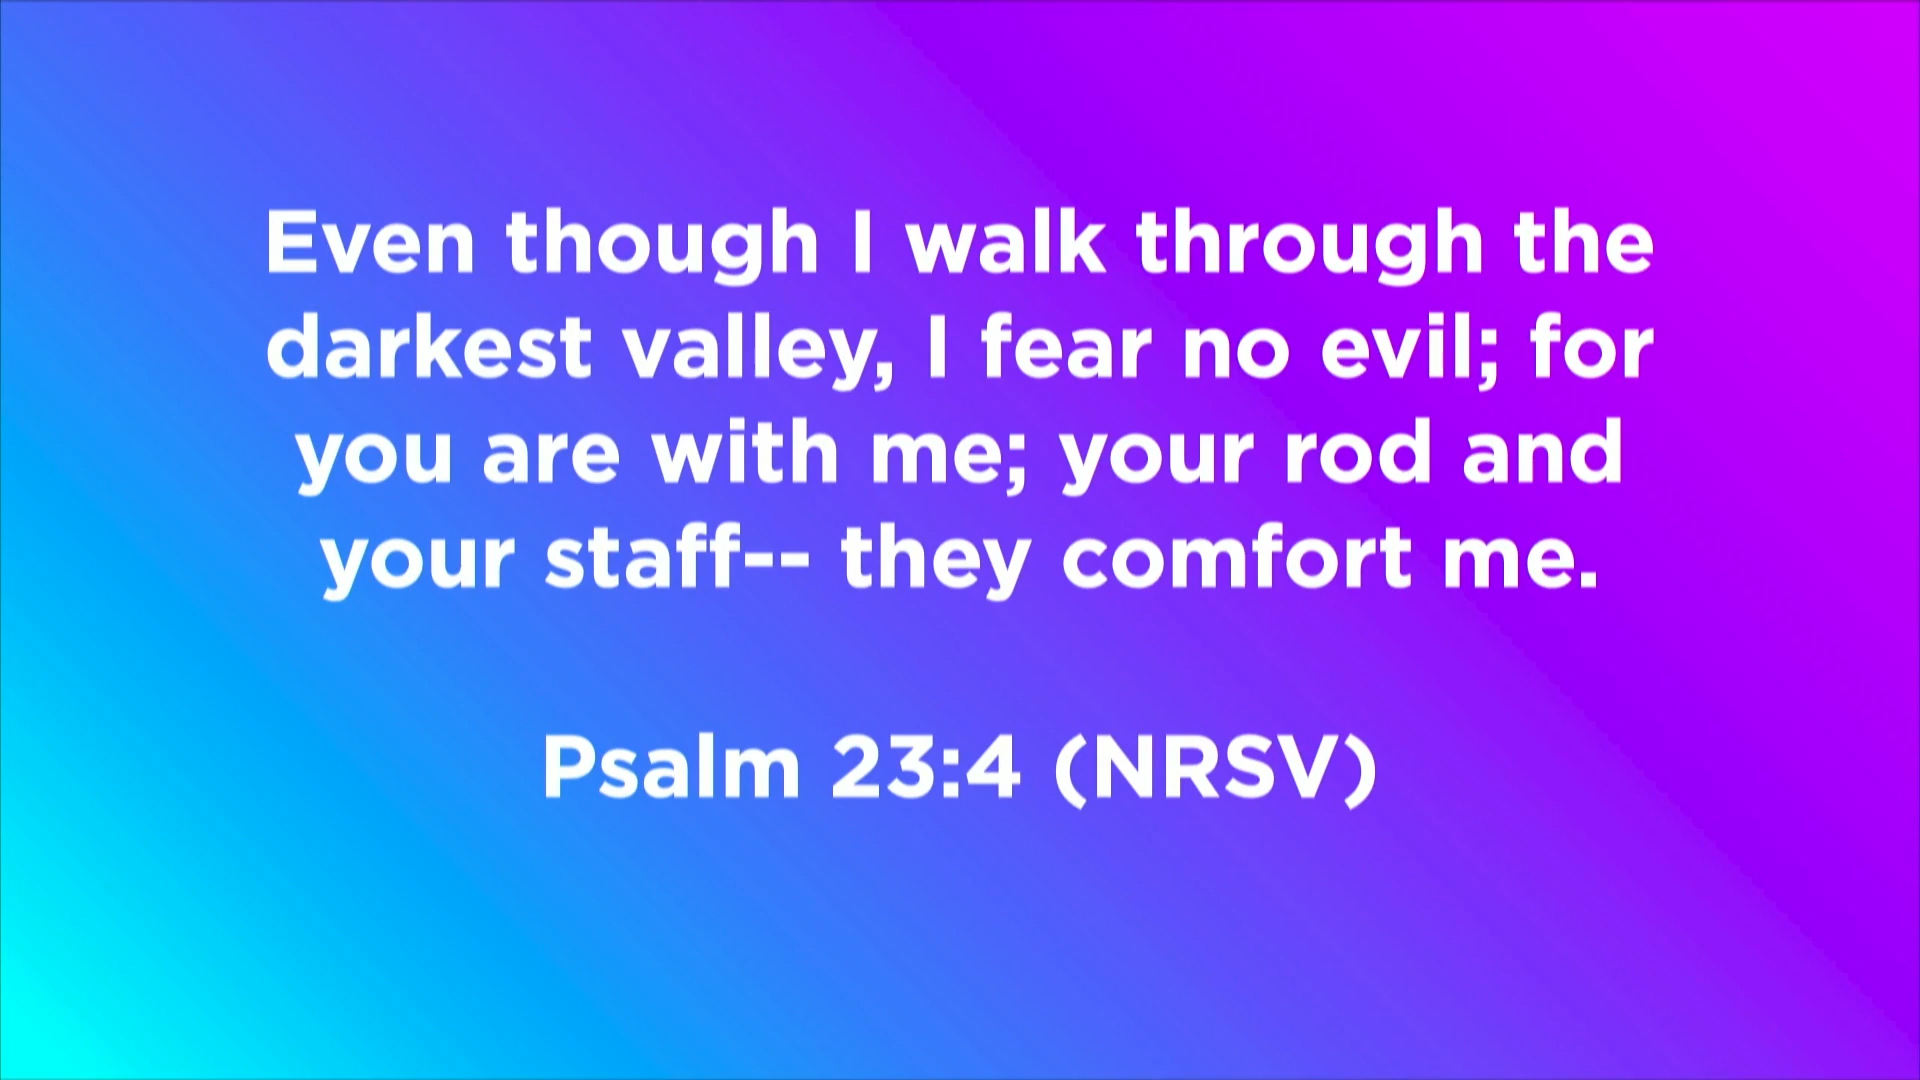 Even though I walk through the
darkest valley, I fear no evil; for
you are with me; your rod and
your staff-- they comfort me.
Psalm 23:4 (NRSV)